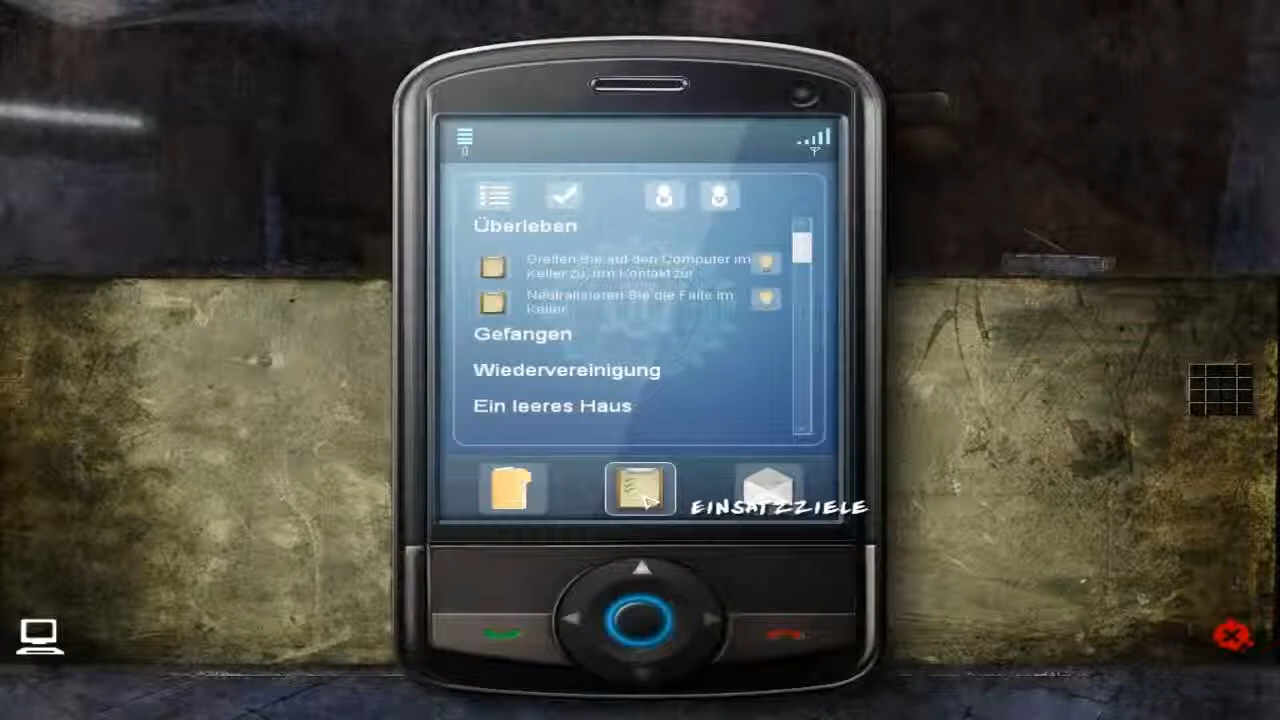 Überleben
Greifen Sie auf den Computer im
Keller zu, um Kontakt zur
Neutralisieren Sie die Falle im
Keller
Gefangen
Wiedervereinigung
Ein leeres Haus
EINSATZZIELE